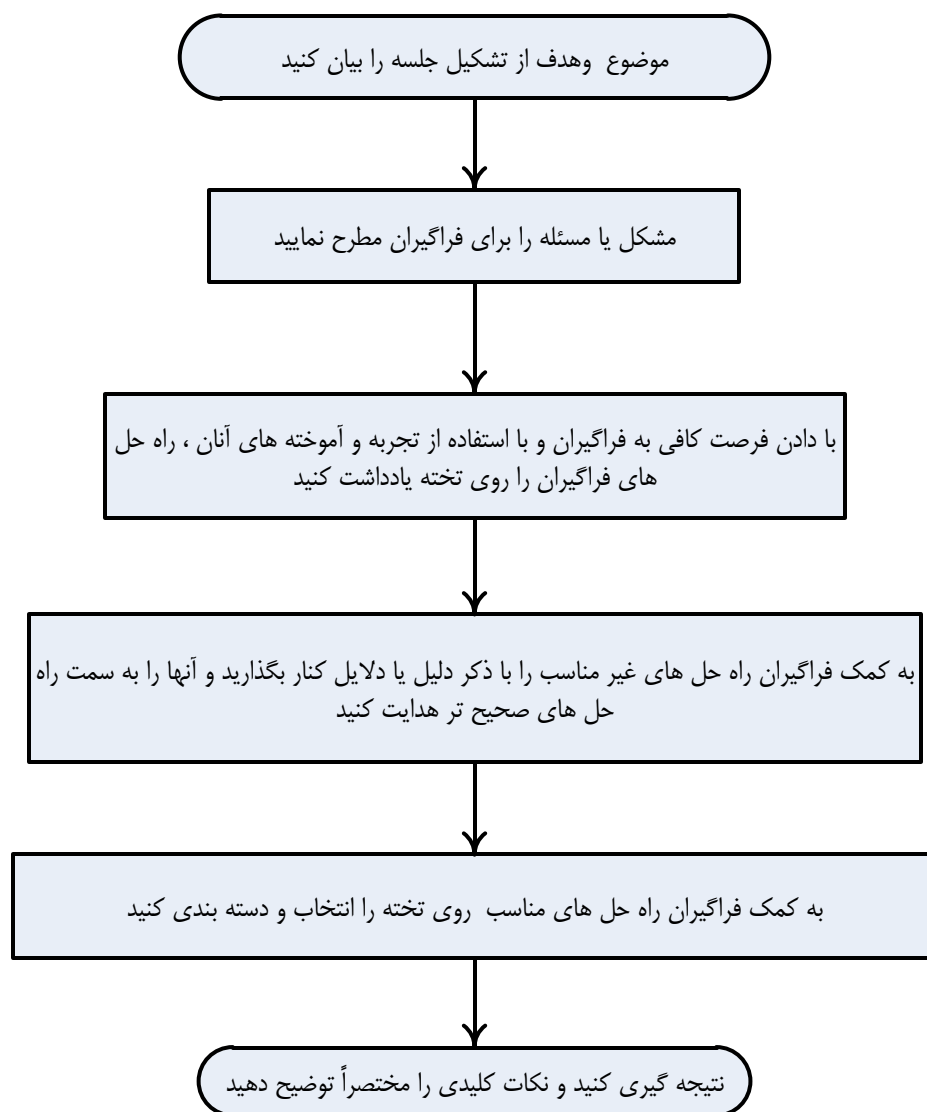 موضوع وهدف از تشکیل جلسه را بیان کنید
مشکل یا مسئله را برای فراگیران مطرح نمایید
با دادن فرصت کافی به فراگیران و با استفاده از تجربه و آموخته های آنان ، راه حل
های فراگیران را روی تخته یادداشت کنید
به کمک فراگیران راه حل های غیر مناسب را با ذکر دلیل یا دلایل کنار بگذارید و آنها را به سمت راه
حل های صحیح تر هدایت کنید
به کمک فراگیران راه حل های مناسب روی تخته را انتخاب و دسته بندی کنید
نتیجه گیری کنید و نکات کلیدی را مختصراً توضیح دهید